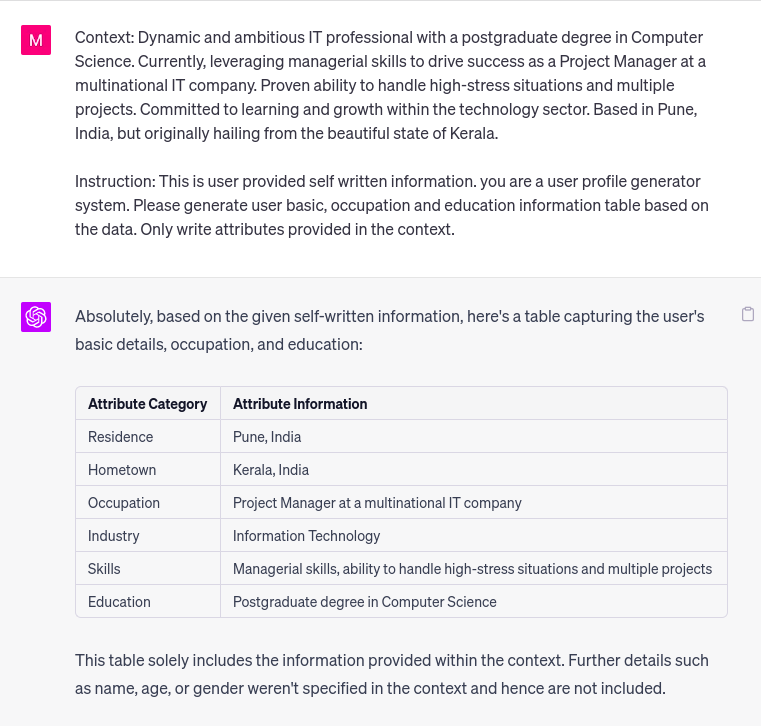 M
Context: Dynamic and ambitious IT professional with a postgraduate degree in Computer
Science. Currently, leveraging managerial skills to drive success as a Project Manager at a
multinational IT company. Proven ability to handle high-stress situations and multiple
projects. Committed to learning and growth within the technology sector. Based in Pune,
India, but originally hailing from the beautiful state of Kerala.
Instruction: This is user provided self written information. you are a user profile generator
system. Please generate user basic, occupation and education information table based on
the data. Only write attributes provided in the context.
Absolutely, based on the given self-written information, here's a table capturing the user's
basic details, occupation, and education:
Attribute Category Attribute Information
Residence Pune, India
Hometown Kerala, India
Occupation Project Manager at a multinational IT company
Industry Information Technology
Skills Managerial skills, ability to handle high-stress situations and multiple projects
Education Postgraduate degree in Computer Science
This table solely includes the information provided within the context. Further details such
as name, age, or gender weren't specified in the context and hence are not included.